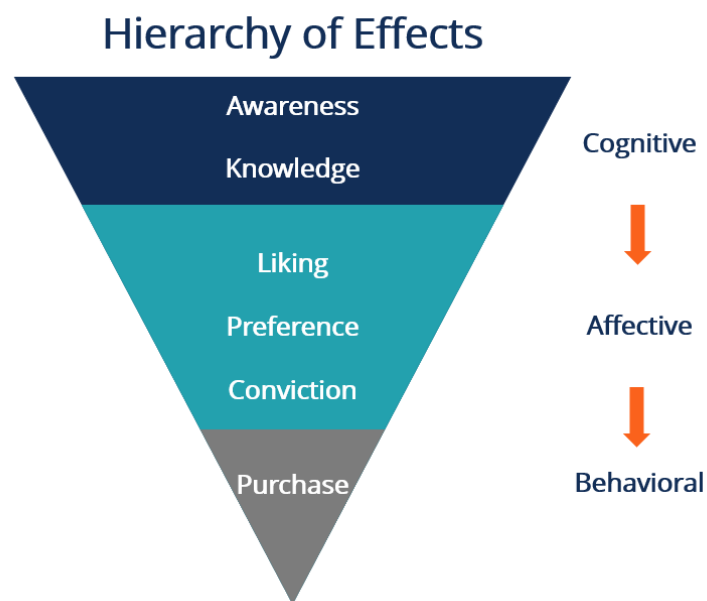 Hierarchy of Effects
Awareness
Knowledge
Cognitive
Liking
Preference
Conviction
Affective
Purchase
Behavioral